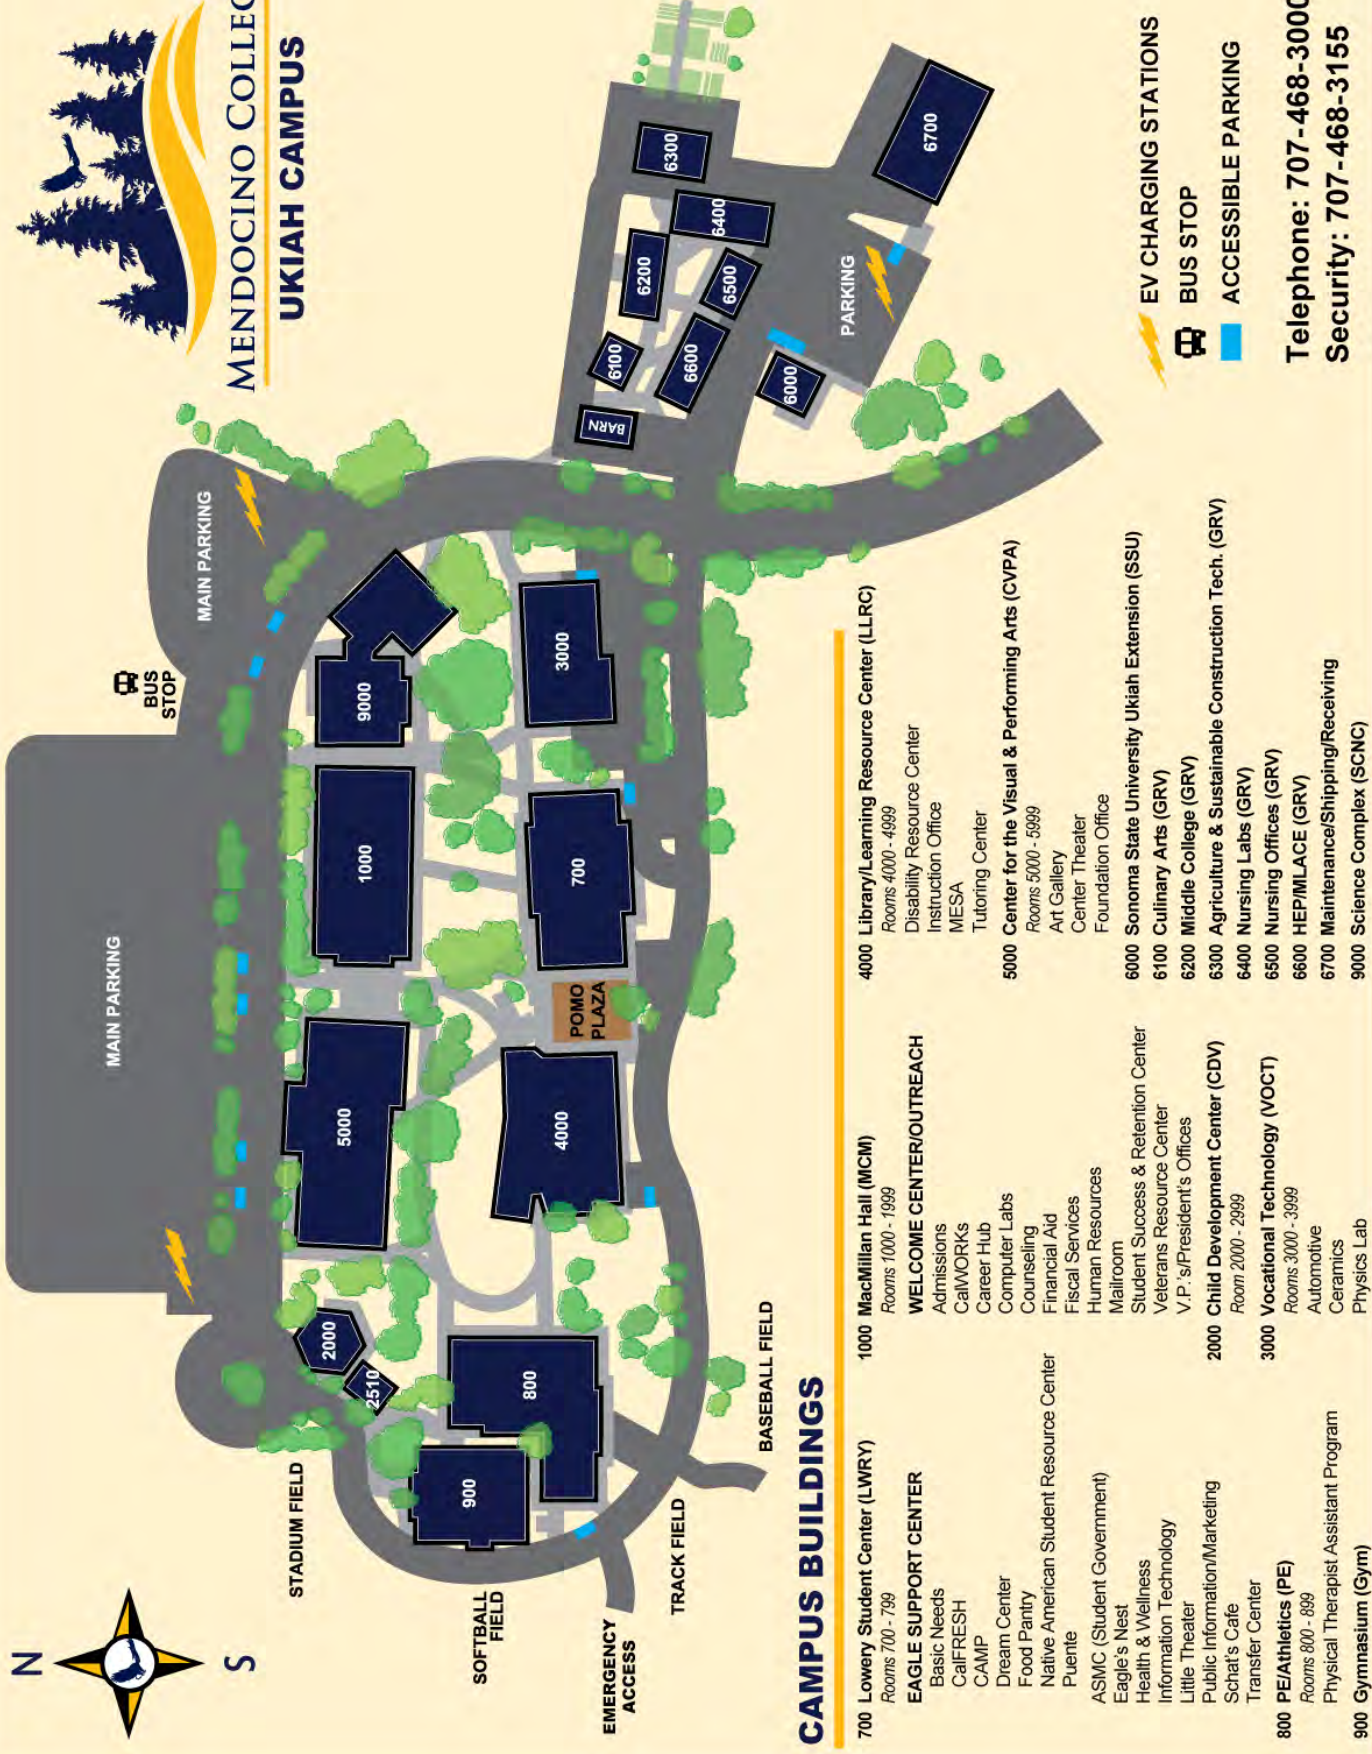 N
S
MENDOCINO COLLEG
UKIAH CAMPUS
MAIN PARKING
BUS
STOP
MAIN PARKING
STADIUM FIELD
SOFTBALL
FIELD
EMERGENCY
ACCESS
TRACK FIELD
BASEBALL FIELD
2000
2510
900
800
5000
4000
POMO
PLAZA
1000
700
9000
3000
BARN
6100
6200
6300
6400
6500
6600
6000
PARKING
6700
EV CHARGING STATIONS
BUS STOP
ACCESSIBLE PARKING
Telephone: 707-468-3000
Security: 707-468-3155
CAMPUS BUILDINGS
700 Lowery Student Center (LWRY)
Rooms 700 - 799
EAGLE SUPPORT CENTER
Basic Needs
CalFRESH
CAMP
Dream Center
Food Pantry
Native American Student Resource Center
Puente
ASMC (Student Government)
Eagle's Nest
Health & Wellness
Information Technology
Little Theater
Public Information/Marketing
Schat's Cafe
Transfer Center
800 PE/Athletics (PE)
Rooms 800 - 899
Physical Therapist Assistant Program
900 Gymnasium (Gym)
1000 MacMillan Hall (MCM)
Rooms 1000 - 1999
WELCOME CENTER/OUTREACH
Admissions
CalWORKs
Career Hub
Computer Labs
Counseling
Financial Aid
Fiscal Services
Human Resources
Mailroom
Student Success & Retention Center
Veterans Resource Center
V.P.'s/President's Offices
2000 Child Development Center (CDV)
Room 2000 - 2999
3000 Vocational Technology (VOCT)
Rooms 3000 - 3999
Automotive
Ceramics
Physics Lab
4000 Library/Learning Resource Center (LLRC)
Rooms 4000 - 4999
Disability Resource Center
Instruction Office
MESA
Tutoring Center
5000 Center for the Visual & Performing Arts (CVPA)
Rooms 5000 - 5999
Art Gallery
Center Theater
Foundation Office
6000 Sonoma State University Ukiah Extension (SSU)
6100 Culinary Arts (GRV)
6200 Middle College (GRV)
6300 Agriculture & Sustainable Construction Tech. (GRV)
6400 Nursing Labs (GRV)
6500 Nursing Offices (GRV)
6600 HEP/MLACE (GRV)
6700 Maintenance/Shipping/Receiving
9000 Science Complex (SCNC)